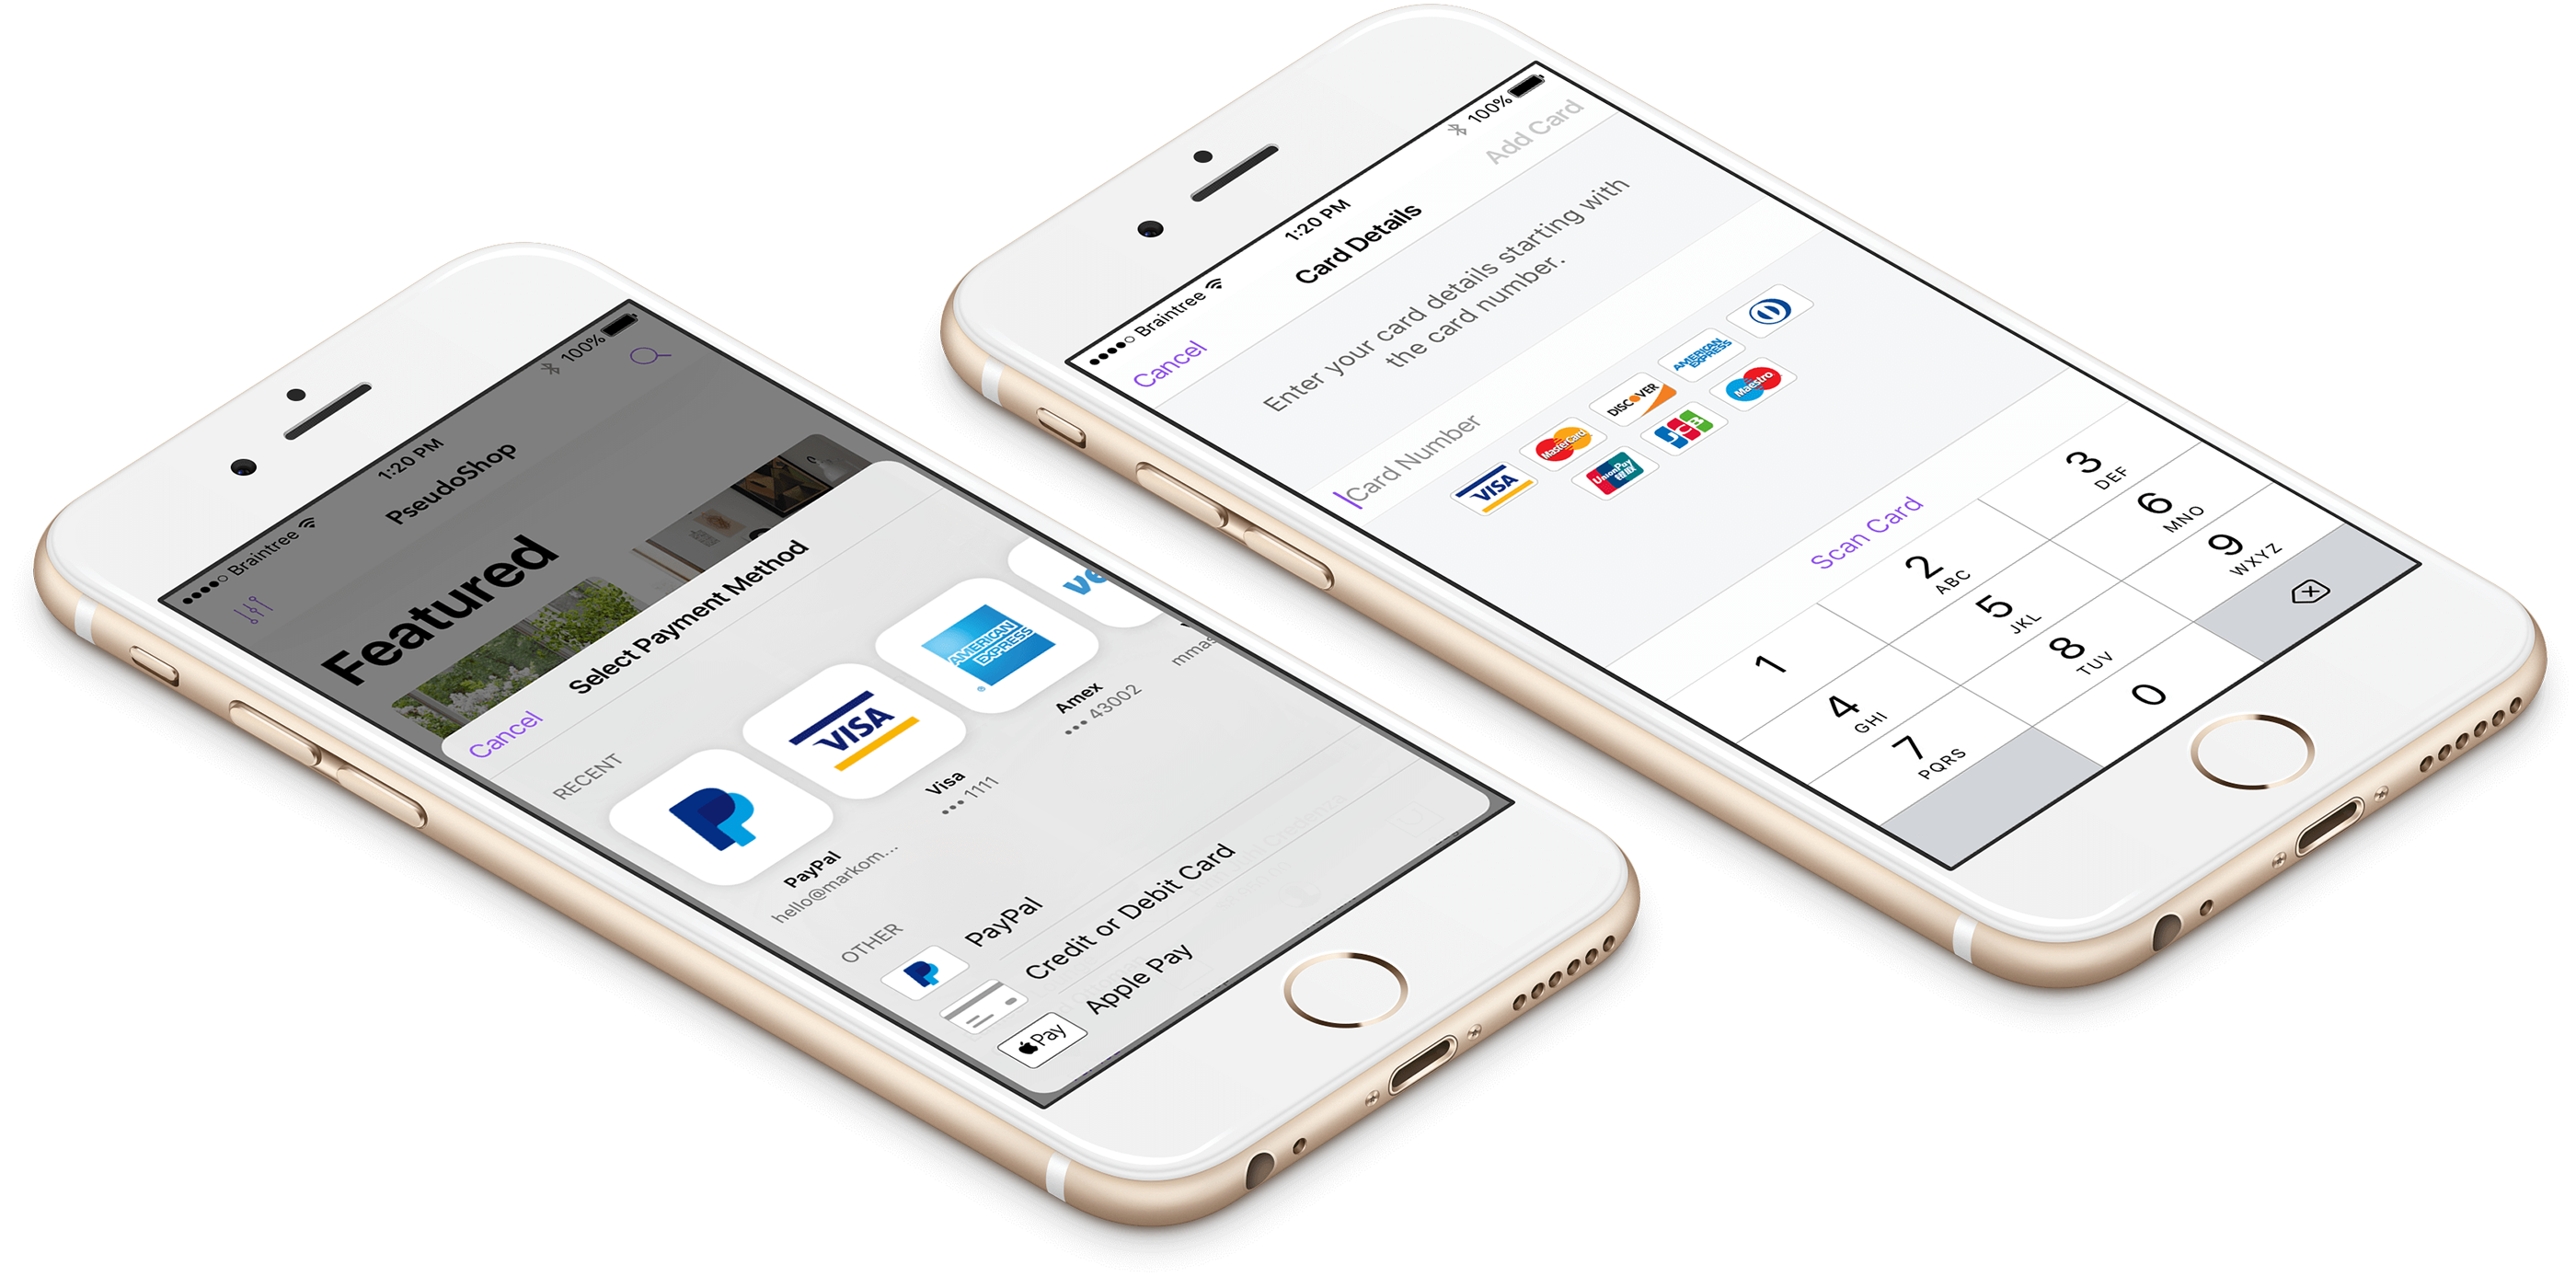 Braintree
1:20 PM
100%
PseudoShop
Featured
Cancel
Select Payment Method
RECENT
VISA
AMERICAN
EXPRESS
®
PayPal
hello@markom...
Visa
••• 1111
Amex
••• 43002
OTHER
PayPal
Credit or Debit Card
Pay
Apple Pay
Braintree
1:20 PM
100%
Cancel
Card Details
Add Card
Enter your card details starting with
the card number.
Card Number
VISA
MasterCard
DISCOVER
AMERICAN
EXPRESS
UnionPay
银联
JCB
Maestro
Scan Card
1
2 ABC
3 DEF
4 GHI
5 JKL
6 MNO
7 PQRS
8 TUV
9 WXYZ
0